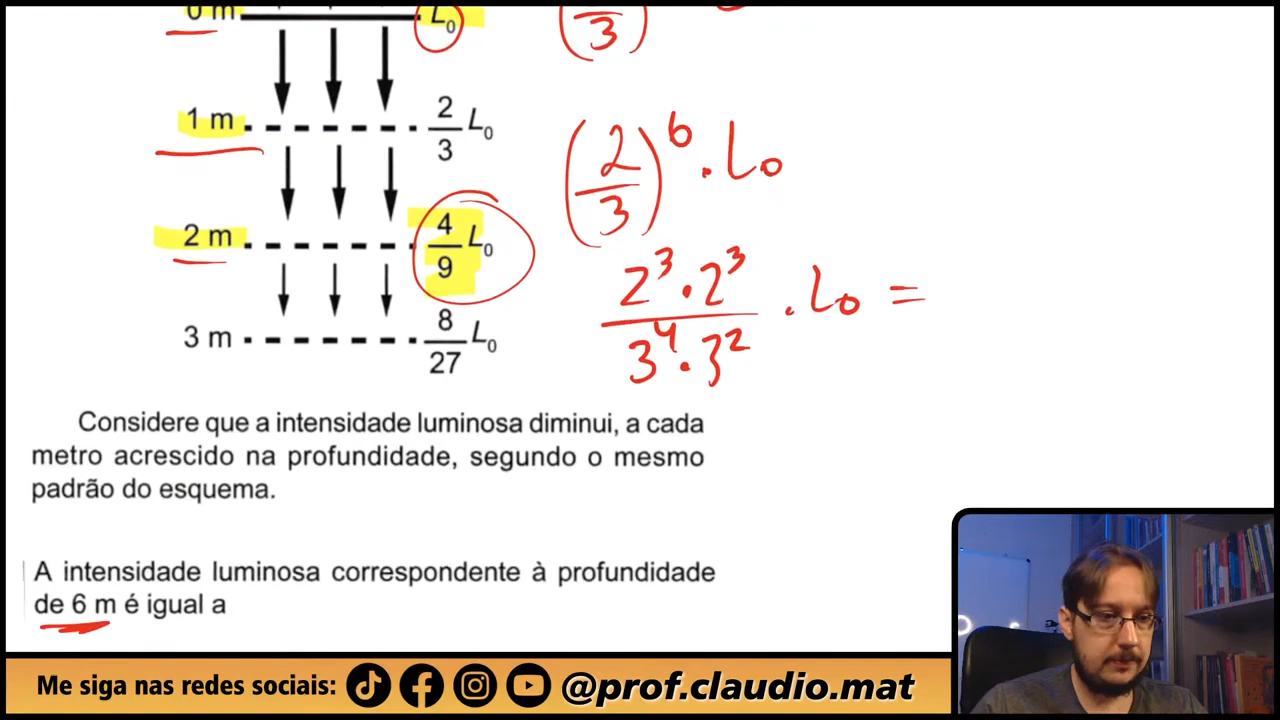 0 m L₀
( /3)
1 m 2/3 L₀
(2/3)⁶ . L₀
2 m 4/9 L₀
2³ · 2³ / 3⁴ · 3² . L₀ =
3 m 8/27 L₀
Considere que a intensidade luminosa diminui, a cada
metro acrescido na profundidade, segundo o mesmo
padrão do esquema.
A intensidade luminosa correspondente à profundidade
de 6 m é igual a
Me siga nas redes sociais: @prof.claudio.mat